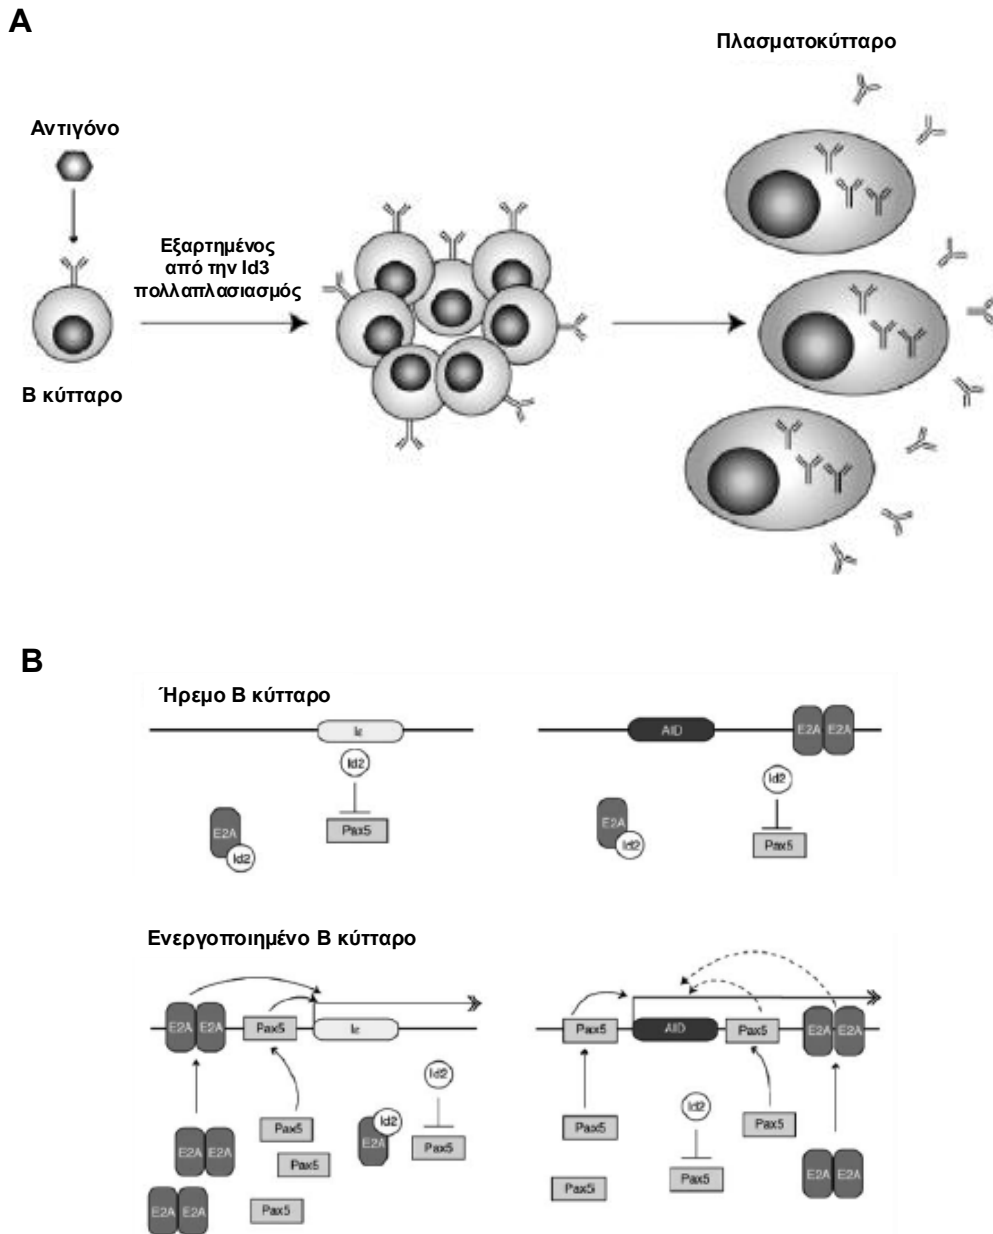 A
Πλασματοκύτταρο
Αντιγόνο
Εξαρτημένος
από την Id3
πολλαπλασιασμός
Β κύτταρο
B
Ήρεμο Β κύτταρο
Iε
Id2
Pax5
E2A
Id2
AID
E2A E2A
Id2
Pax5
E2A
Id2
Ενεργοποιημένο Β κύτταρο
E2A E2A
Pax5
Iε
Id2
Pax5
Id2
E2A
Pax5
Pax5
Pax5
E2A E2A
E2A E2A
Pax5
AID
Pax5
E2A E2A
Id2
Pax5
Pax5
Pax5
Pax5
E2A E2A